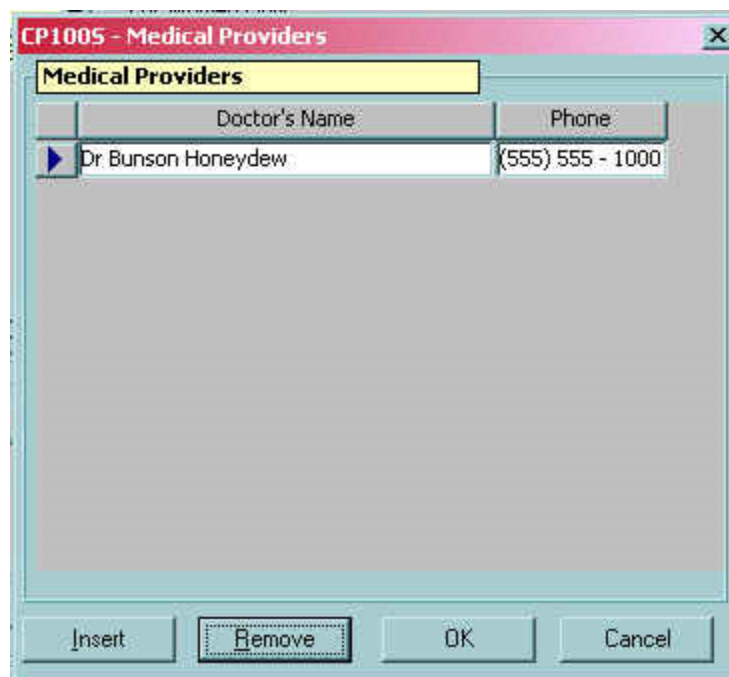 CP100S - Medical Providers
Medical Providers
Doctor's Name Phone
Dr Bunson Honeydew (555) 555 - 1000
Insert Remove OK Cancel